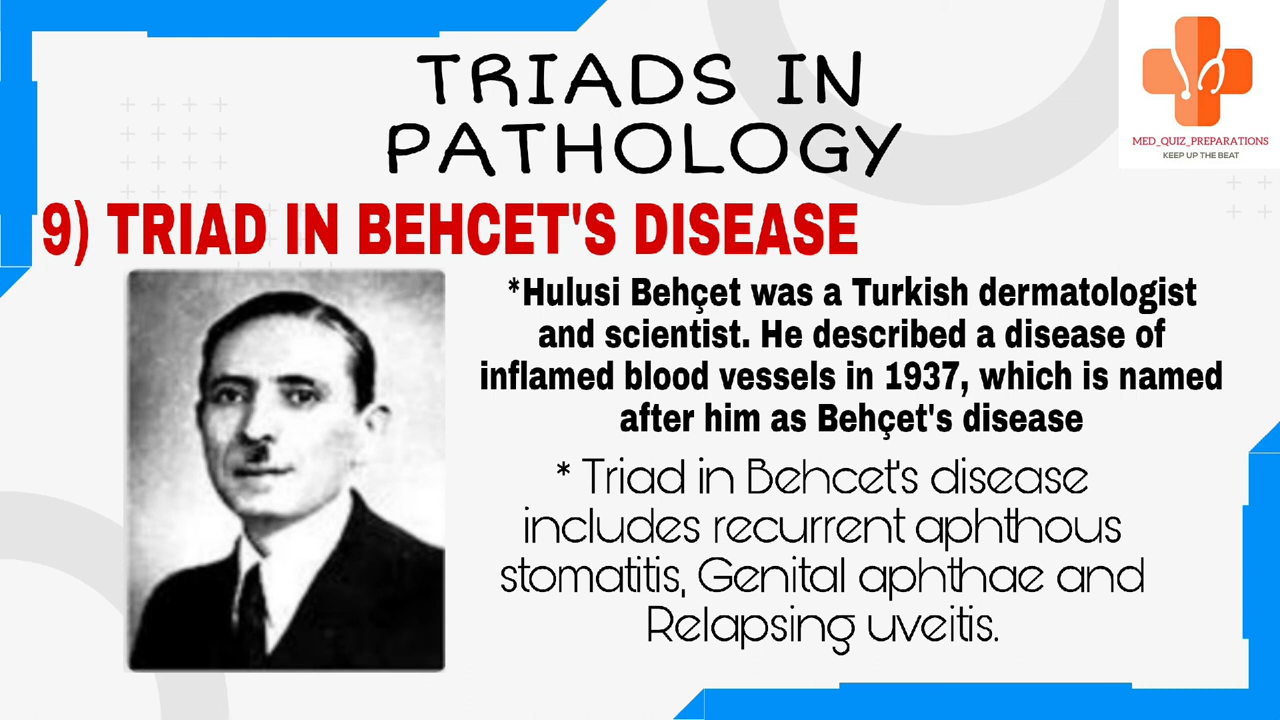 TRIADS IN
PATHOLOGY
MED_QUIZ_PREPARATIONS
KEEP UP THE BEAT
9) TRIAD IN BEHCET'S DISEASE
*Hulusi Behçet was a Turkish dermatologist
and scientist. He described a disease of
inflamed blood vessels in 1937, which is named
after him as Behçet's disease
* Triad in Behcet's disease
includes recurrent aphthous
stomatitis, Genital aphthae and
Relapsing uveitis.